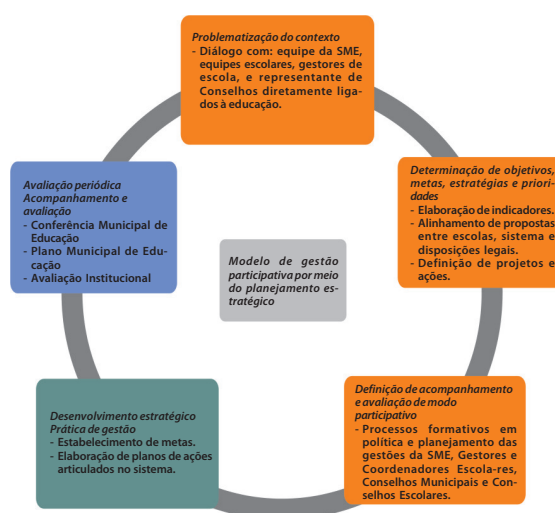 Problematização do contexto
- Diálogo com: equipe da SME,
equipes escolares, gestores de
escola, e representante de
Conselhos diretamente liga-
dos à educação.
Determinação de objetivos,
metas, estratégias e priori-
dades
- Elaboração de indicadores.
- Alinhamento de propostas
entre escolas, sistema e
disposições legais.
- Definição de projetos e
ações.
Definição de acompanhamento
e avaliação de modo
participativo
- Processos formativos em
política e planejamento das
gestões da SME, Gestores e
Coordenadores Escola-res,
Conselhos Municipais e Con-
selhos Escolares.
Desenvolvimento estratégico
Prática de gestão
- Estabelecimento de metas.
- Elaboração de planos de ações
articulados no sistema.
Avaliação periódica
Acompanhamento e
avaliação
- Conferência Municipal de
Educação
- Plano Municipal de Edu-
cação
- Avaliação Institucional
Modelo de gestão
participativa por meio
do planejamento es-
tratégico